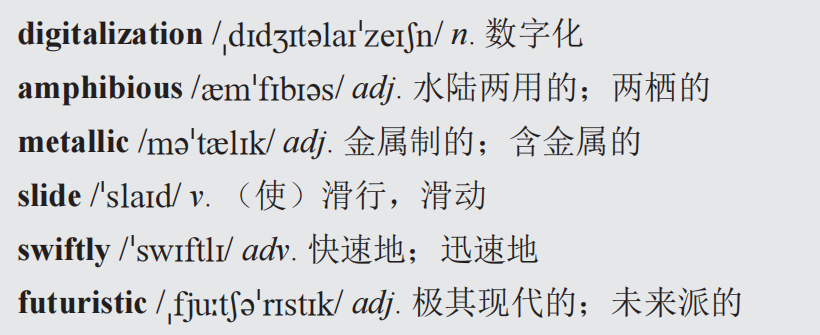 digitalization /ˌdɪdʒɪtəlaɪˈzeɪʃn/ n. 数字化
amphibious /æmˈfɪbɪəs/ adj. 水陆两用的；两栖的
metallic /məˈtælɪk/ adj. 金属制的；含金属的
slide /ˈslaɪd/ v. （使）滑行，滑动
swiftly /ˈswɪftlɪ/ adv. 快速地；迅速地
futuristic /ˌfjuːtʃəˈrɪstɪk/ adj. 极其现代的；未来派的